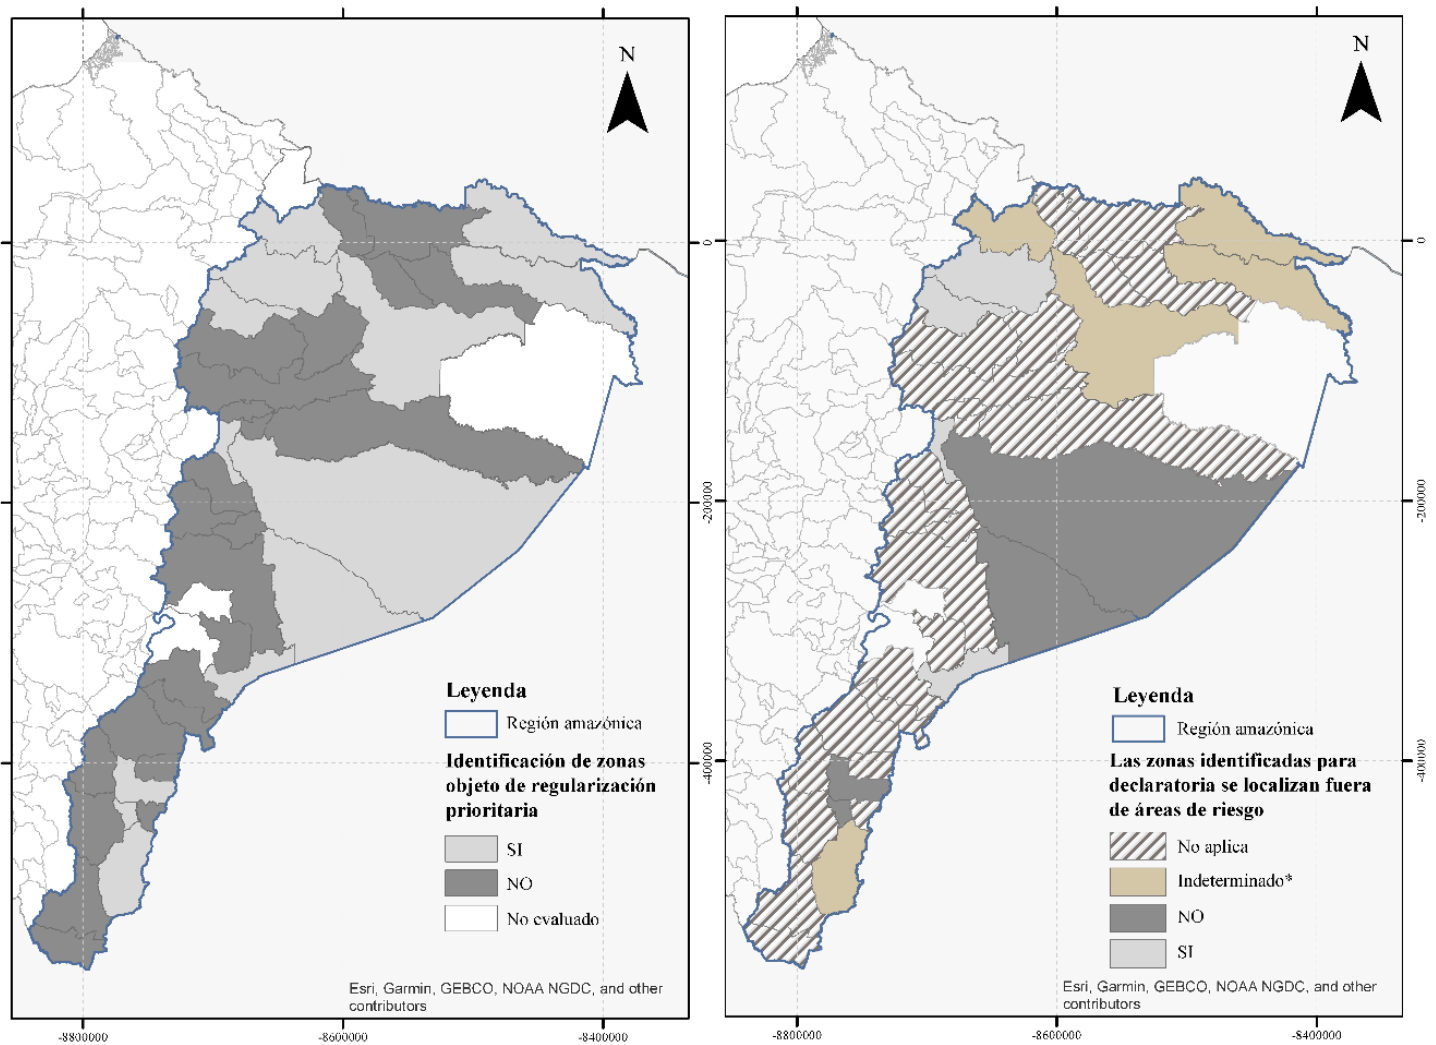 N
0
-200000
-400000
Leyenda
Región amazónica
Identificación de zonas
objeto de regularización
prioritaria
SI
NO
No evaluado
Esri, Garmin, GEBCO, NOAA NGDC, and other
contributors
-8800000
-8600000
-8400000
N
0
-200000
-400000
Leyenda
Región amazónica
Las zonas identificadas para
declaratoria se localizan fuera
de áreas de riesgo
No aplica
Indeterminado*
NO
SI
Esri, Garmin, GEBCO, NOAA NGDC, and other
contributors
-8800000
-8600000
-8400000